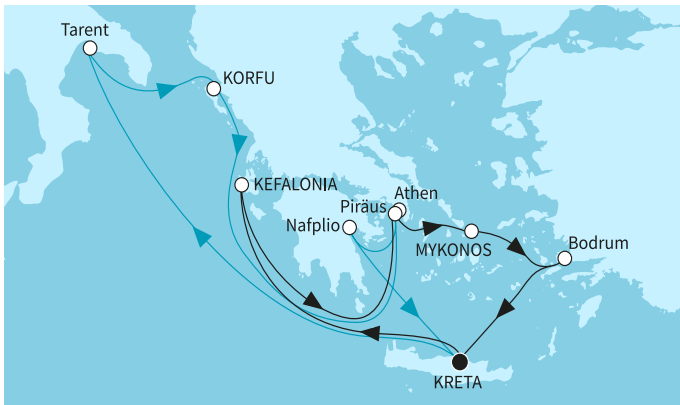 Tarent
KORFU
KEFALONIA
Athen
Piräus
Nafplio
MYKONOS
Bodrum
KRETA